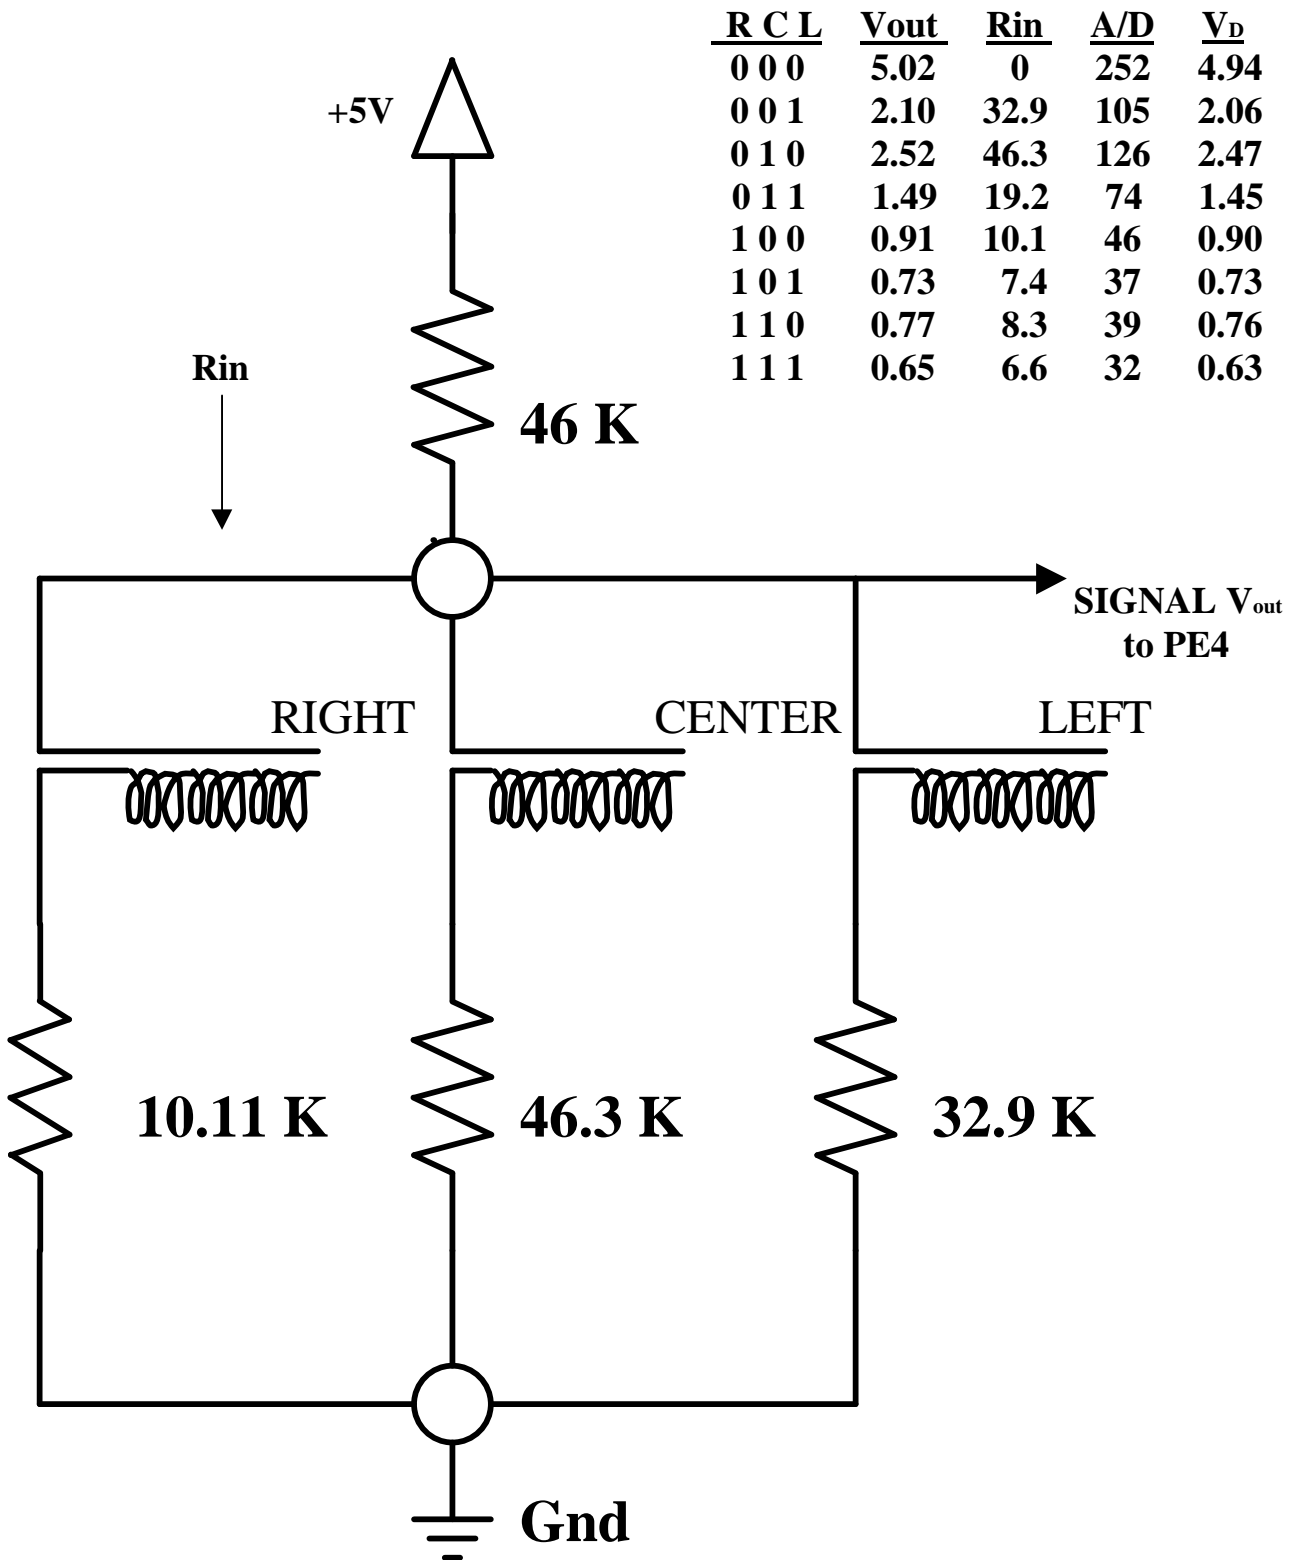 R C L Vout Rin A/D VD
0 0 0 5.02 0 252 4.94
0 0 1 2.10 32.9 105 2.06
0 1 0 2.52 46.3 126 2.47
0 1 1 1.49 19.2 74 1.45
1 0 0 0.91 10.1 46 0.90
1 0 1 0.73 7.4 37 0.73
1 1 0 0.77 8.3 39 0.76
1 1 1 0.65 6.6 32 0.63
+5V
Rin
46 K
SIGNAL Vout
to PE4
RIGHT CENTER LEFT
10.11 K 46.3 K 32.9 K
Gnd